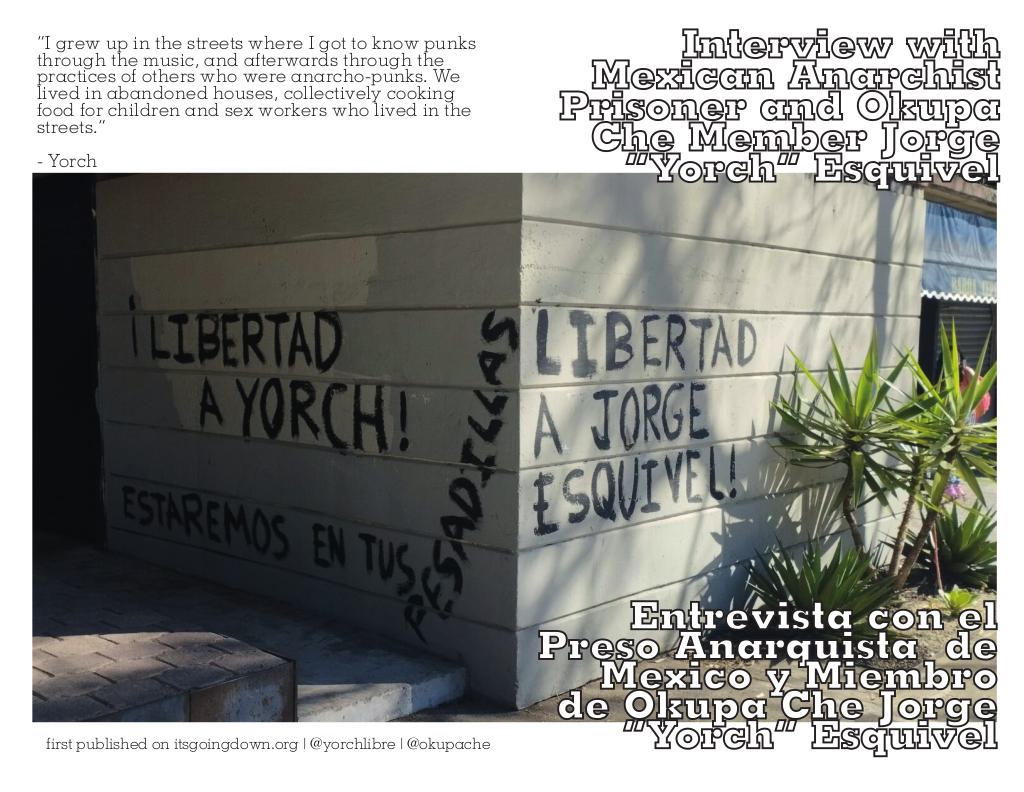 "I grew up in the streets where I got to know punks
through the music, and afterwards through the
practices of others who were anarcho-punks. We
lived in abandoned houses, collectively cooking
food for children and sex workers who lived in the
streets."
- Yorch
Interview with
Mexican Anarchist
Prisoner and Okupa
Che Member Jorge
"Yorch" Esquivel
¡LIBERTAD
A YORCH!
ESTAREMOS EN TUS
PESADILLAS
LIBERTAD
A JORGE
ESQUIVEL!
Entrevista con el
Preso Anarquista de
Mexico y Miembro
de Okupa Che Jorge
"Yorch" Esquivel
first published on itsgoingdown.org | @yorchlibre | @okupache